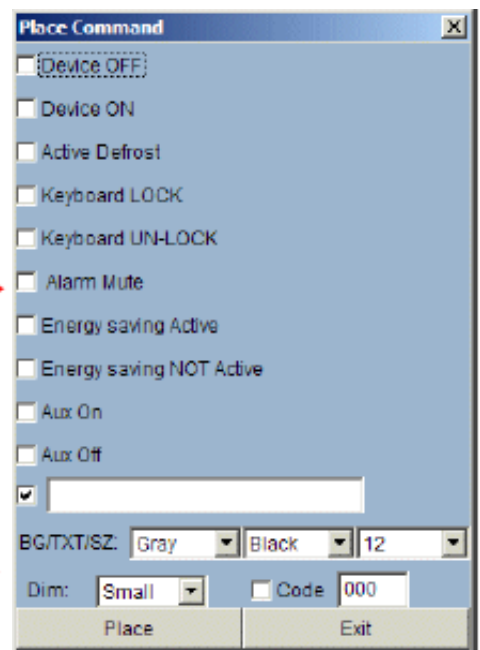 Place Command
Device OFF
Device ON
Active Defrost
Keyboard LOCK
Keyboard UN-LOCK
Alarm Mute
Energy saving Active
Energy saving NOT Active
Aux On
Aux Off
BG/TXT/SZ: Gray Black 12
Dim: Small Code 000
Place Exit